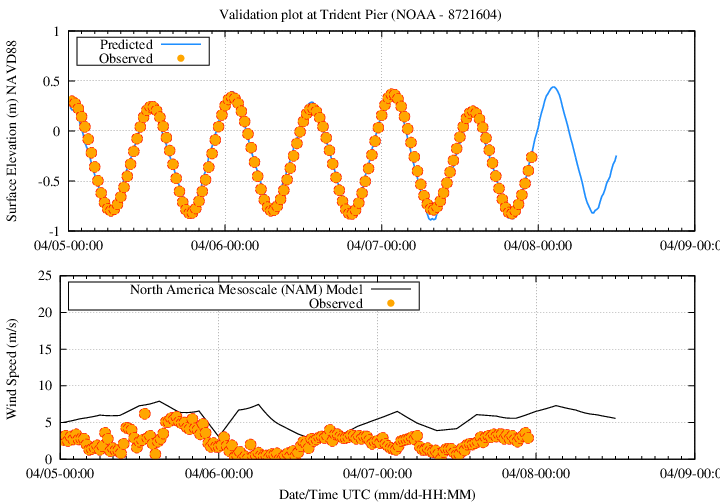 Validation plot at Trident Pier (NOAA - 8721604)
Surface Elevation (m) NAVD88
1
0.5
0
-0.5
-1
Predicted
Observed
04/05-00:00 04/06-00:00 04/07-00:00 04/08-00:00 04/09-00:00
Wind Speed (m/s)
25
20
15
10
5
0
North America Mesoscale (NAM) Model
Observed
04/05-00:00 04/06-00:00 04/07-00:00 04/08-00:00 04/09-00:00
Date/Time UTC (mm/dd-HH:MM)